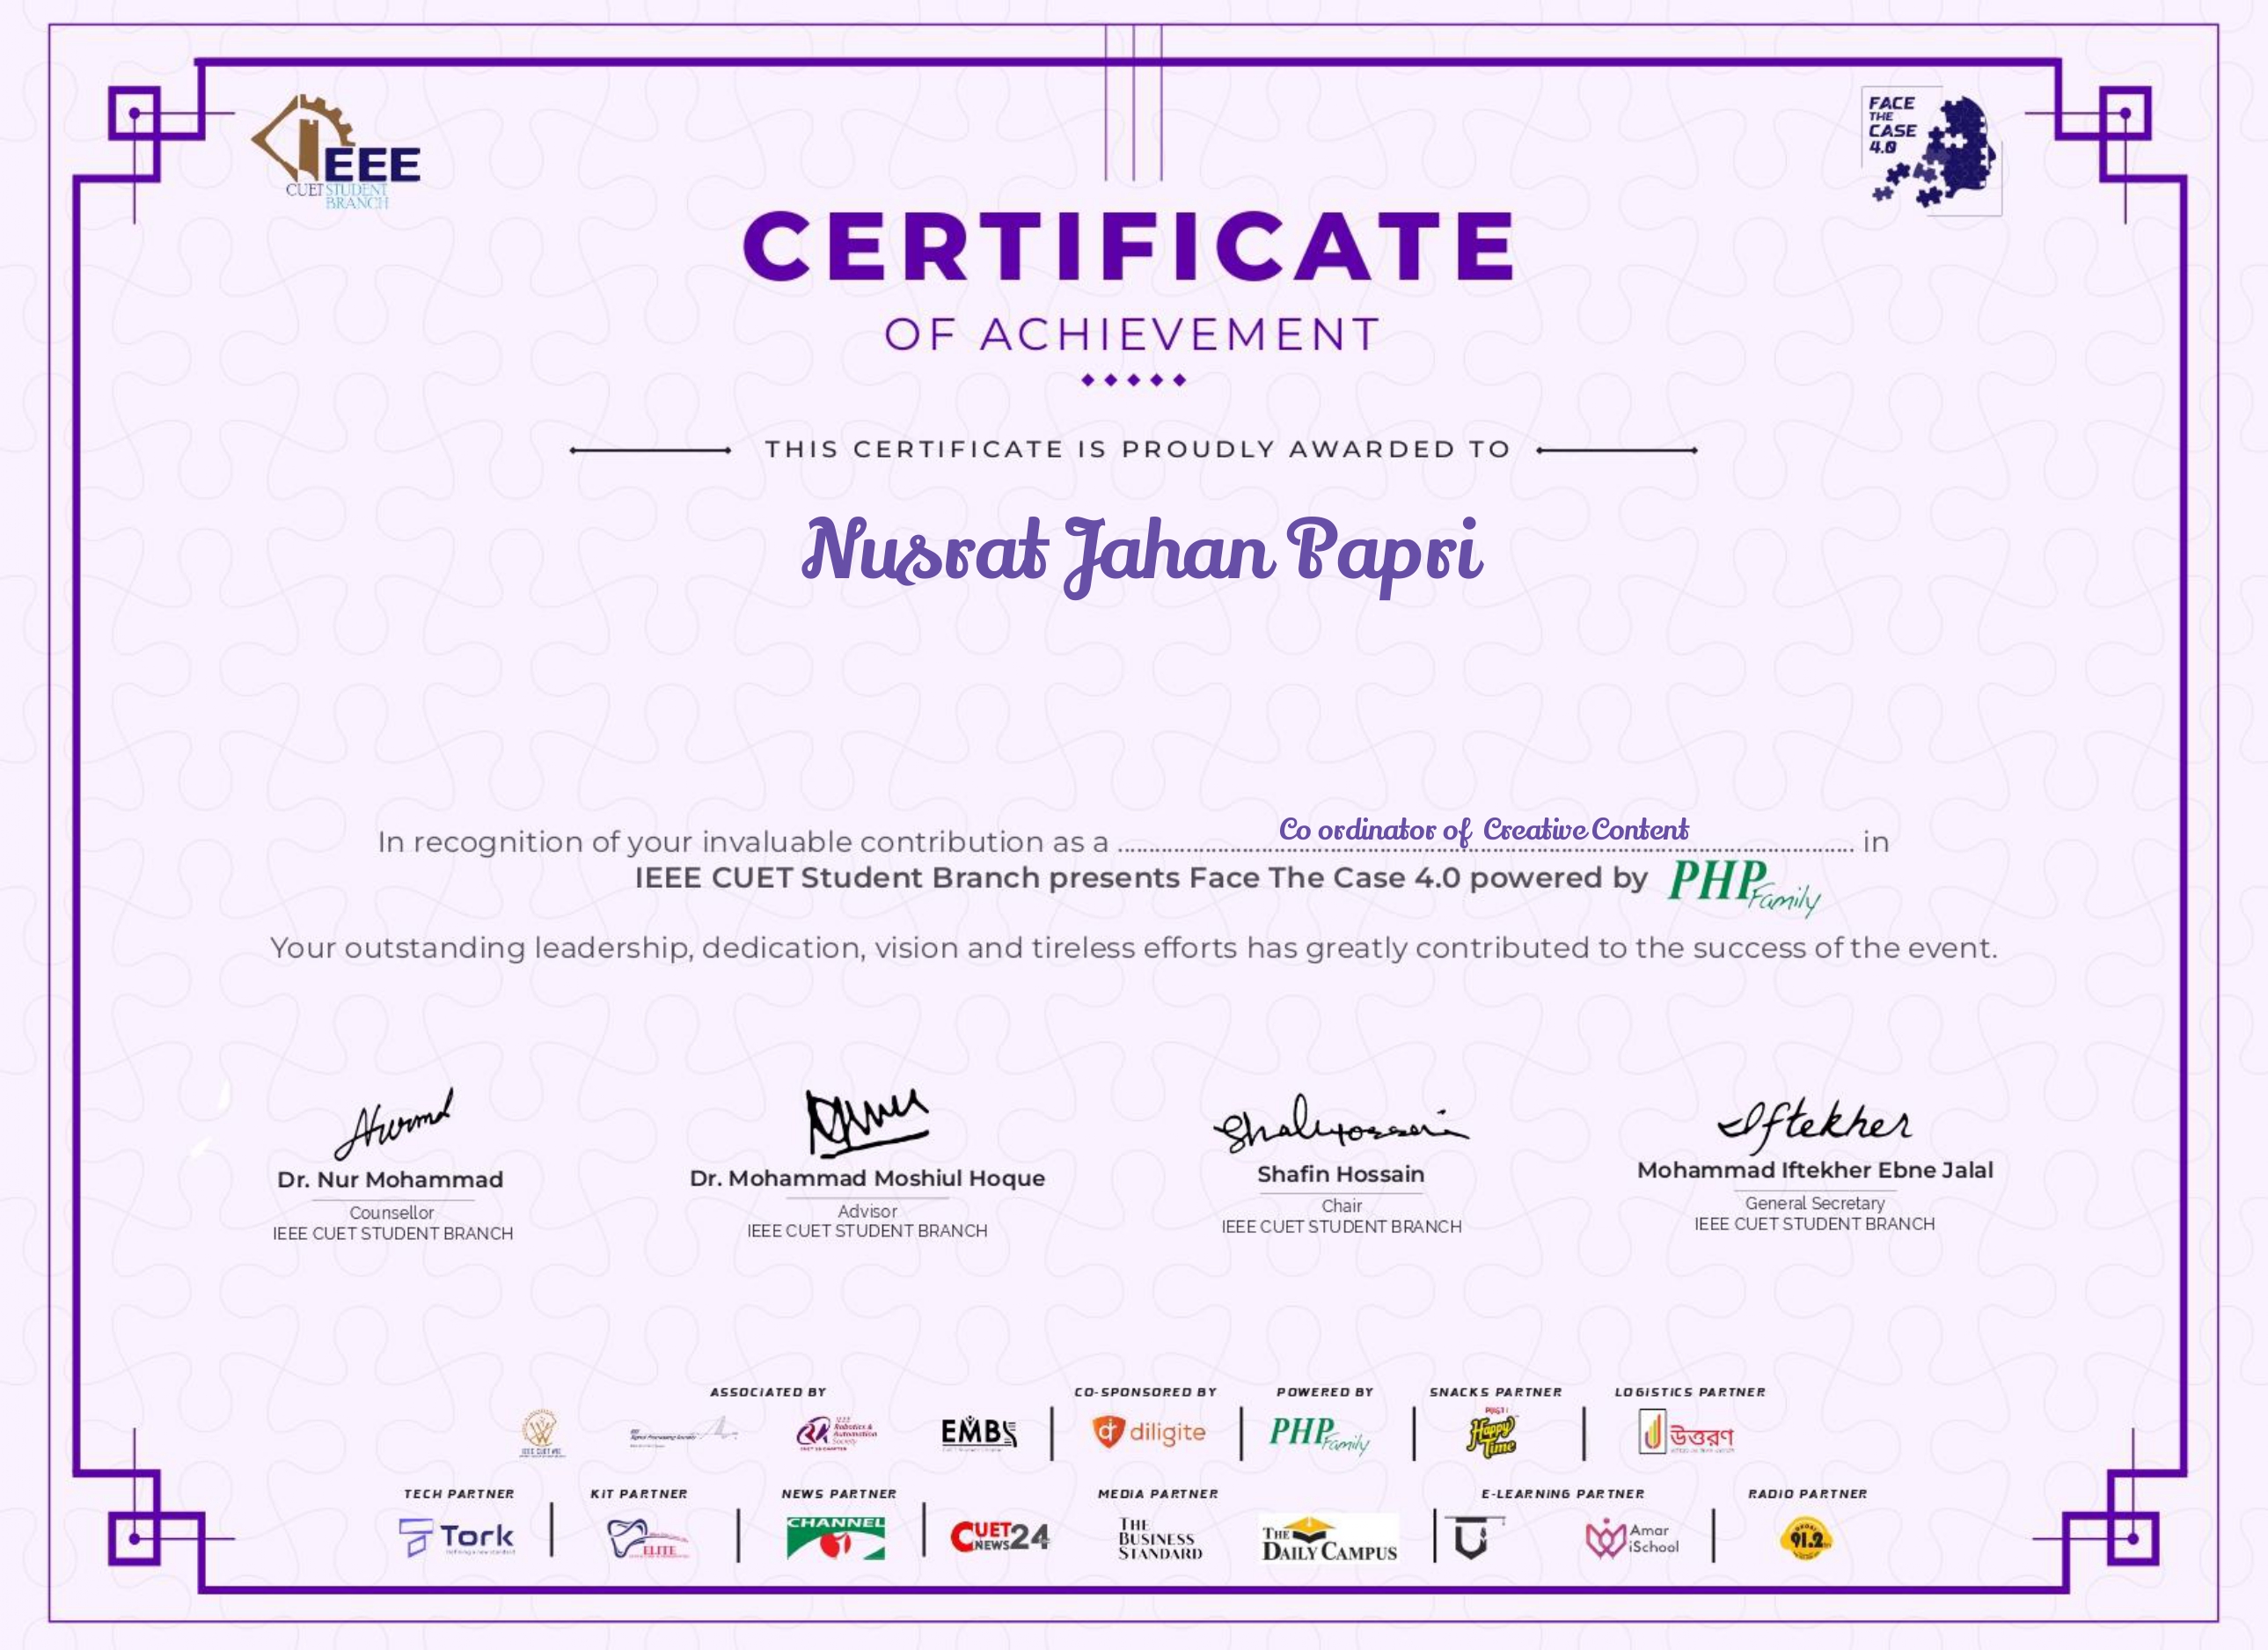 IEEE
CUET STUDENT
BRANCH
FACE
THE
CASE
4.0
CERTIFICATE
OF ACHIEVEMENT
THIS CERTIFICATE IS PROUDLY AWARDED TO
Nusrat Jahan Papri
In recognition of your invaluable contribution as a Co ordinator of Creative Content in
IEEE CUET Student Branch presents Face The Case 4.0 powered by PHP Family
Your outstanding leadership, dedication, vision and tireless efforts has greatly contributed to the success of the event.
Iftekher
Dr. Nur Mohammad
Counsellor
IEEE CUET STUDENT BRANCH
Dr. Mohammad Moshiul Hoque
Advisor
IEEE CUET STUDENT BRANCH
Shafin Hossain
Chair
IEEE CUET STUDENT BRANCH
Mohammad Iftekher Ebne Jalal
General Secretary
IEEE CUET STUDENT BRANCH
ASSOCIATED BY
Robotics &
Automation
Society
EMBS
CO-SPONSORED BY
diligite
POWERED BY
PHP Family
SNACKS PARTNER
Happy
Time
LOGISTICS PARTNER
উত্তরণ
TECH PARTNER
Tork
KIT PARTNER
ELITE
NEWS PARTNER
CHANNEL
CUET
NEWS 24
MEDIA PARTNER
THE
BUSINESS
STANDARD
THE
DAILY CAMPUS
E-LEARNING PARTNER
Amar
iSchool
RADIO PARTNER
91.2